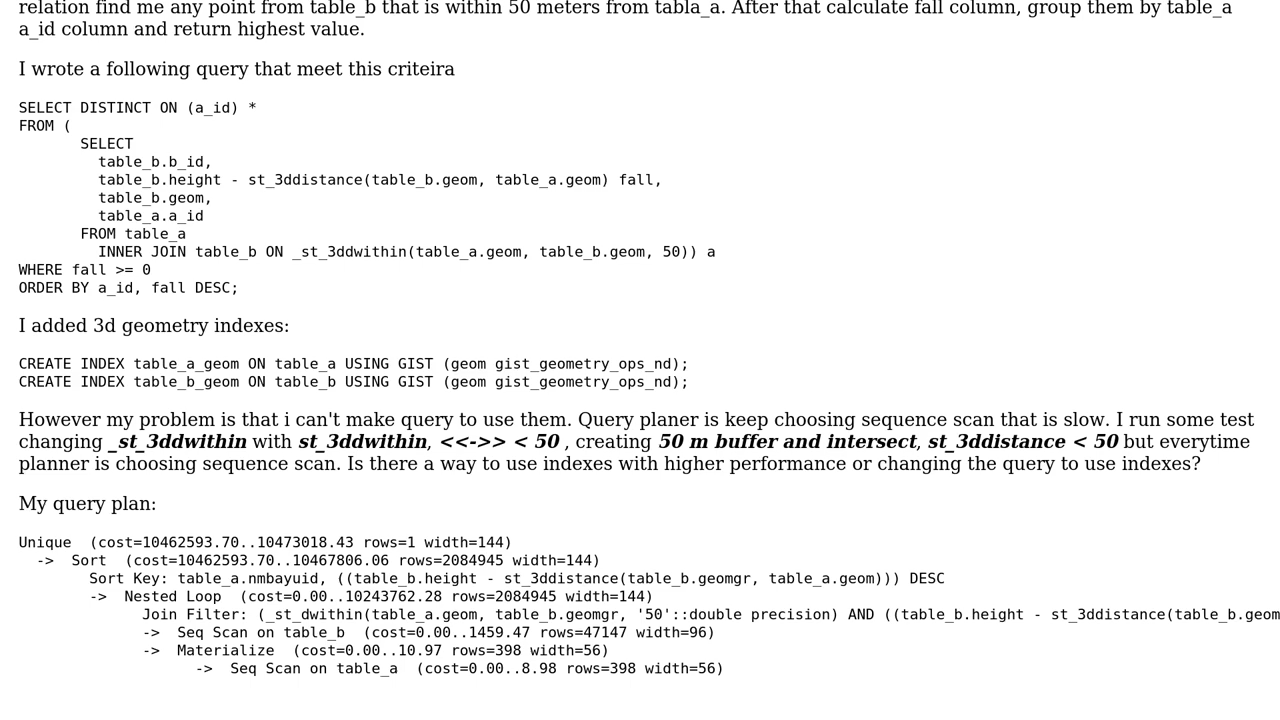 relation find me any point from table_b that is within 50 meters from tabla_a. After that calculate fall column, group them by table_a
a_id column and return highest value.
I wrote a following query that meet this criteira
SELECT DISTINCT ON (a_id) *
FROM (
       SELECT
         table_b.b_id,
         table_b.height - st_3ddistance(table_b.geom, table_a.geom) fall,
         table_b.geom,
         table_a.a_id
       FROM table_a
         INNER JOIN table_b ON _st_3ddwithin(table_a.geom, table_b.geom, 50)) a
WHERE fall >= 0
ORDER BY a_id, fall DESC;
I added 3d geometry indexes:
CREATE INDEX table_a_geom ON table_a USING GIST (geom gist_geometry_ops_nd);
CREATE INDEX table_b_geom ON table_b USING GIST (geom gist_geometry_ops_nd);
However my problem is that i can't make query to use them. Query planer is keep choosing sequence scan that is slow. I run some test
changing _st_3ddwithin with st_3ddwithin, <<->> < 50 , creating 50 m buffer and intersect, st_3ddistance < 50 but everytime
planner is choosing sequence scan. Is there a way to use indexes with higher performance or changing the query to use indexes?
My query plan:
Unique  (cost=10462593.70..10473018.43 rows=1 width=144)
  ->  Sort  (cost=10462593.70..10467806.06 rows=2084945 width=144)
        Sort Key: table_a.nmbayuid, ((table_b.height - st_3ddistance(table_b.geomgr, table_a.geom))) DESC
        ->  Nested Loop  (cost=0.00..10243762.28 rows=2084945 width=144)
              Join Filter: (_st_dwithin(table_a.geom, table_b.geomgr, '50'::double precision) AND ((table_b.height - st_3ddistance(table_b.geom
              ->  Seq Scan on table_b  (cost=0.00..1459.47 rows=47147 width=96)
              ->  Materialize  (cost=0.00..10.97 rows=398 width=56)
                    ->  Seq Scan on table_a  (cost=0.00..8.98 rows=398 width=56)